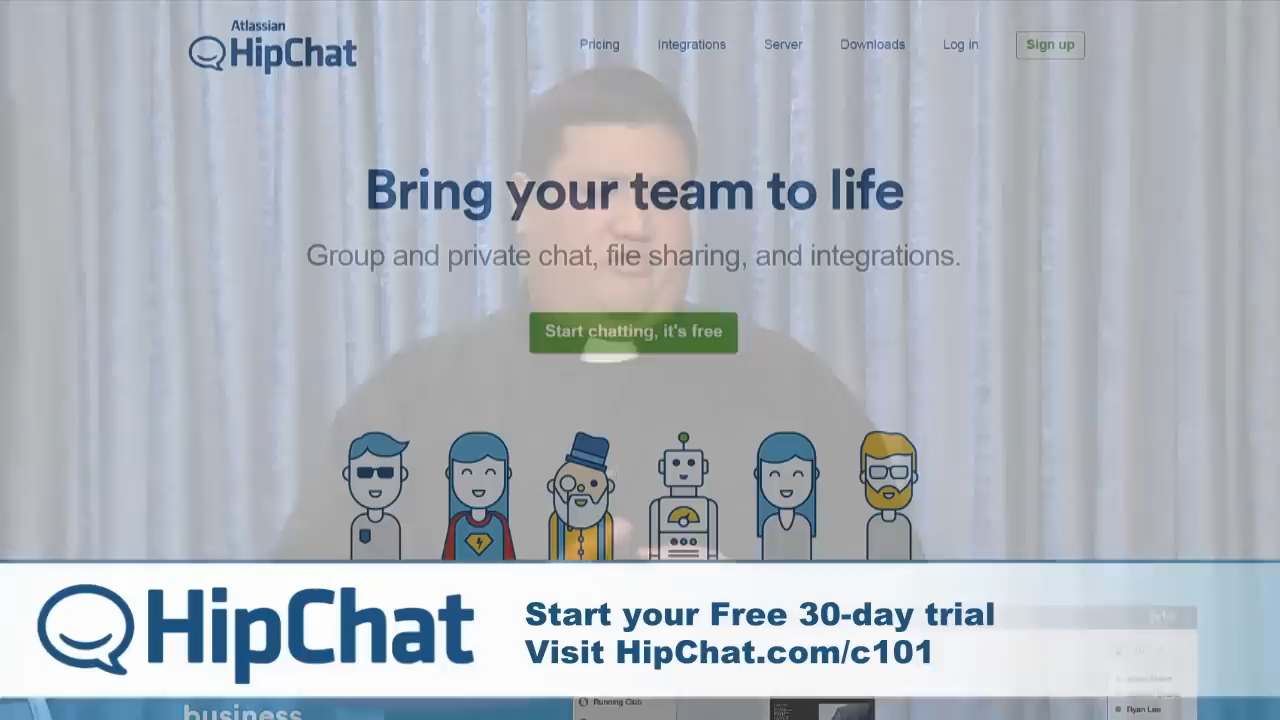 Atlassian
HipChat
Pricing
Integrations
Server
Downloads
Log in
Sign up
Bring your team to life
Group and private chat, file sharing, and integrations.
Start chatting, it's free
HipChat
Start your Free 30-day trial
Visit HipChat.com/c101
business
Running Club
Ryan Lee